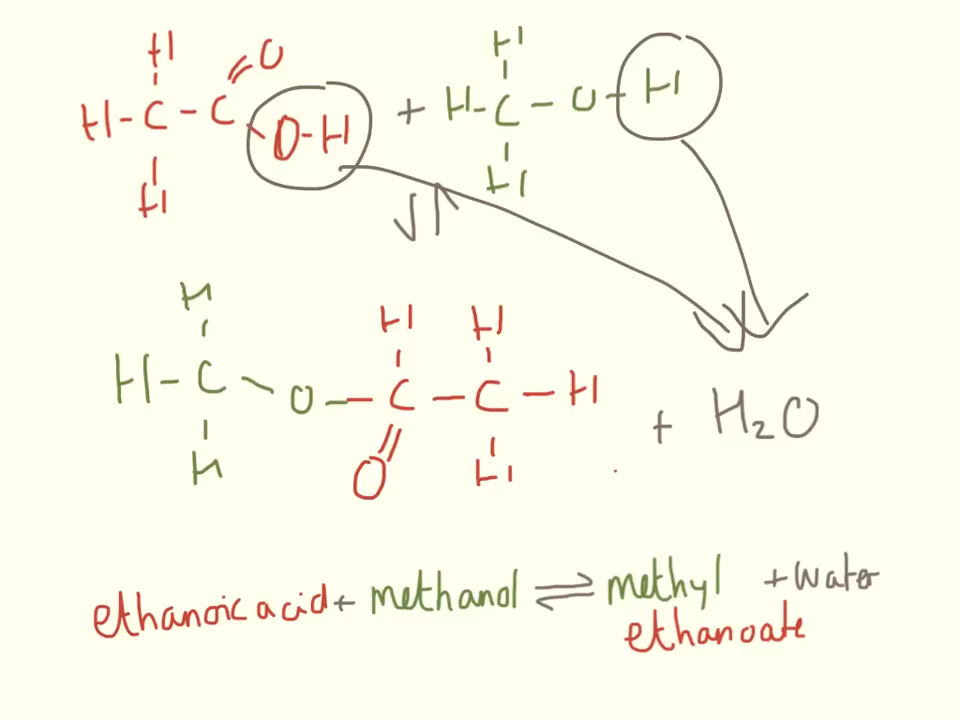 H O
H - C - C O - H + H - C - O - H
H H
H H H
H - C - O - C - C - H + H₂O
H O H
ethanoic acid + methanol ⇌ methyl + water
ethanoate